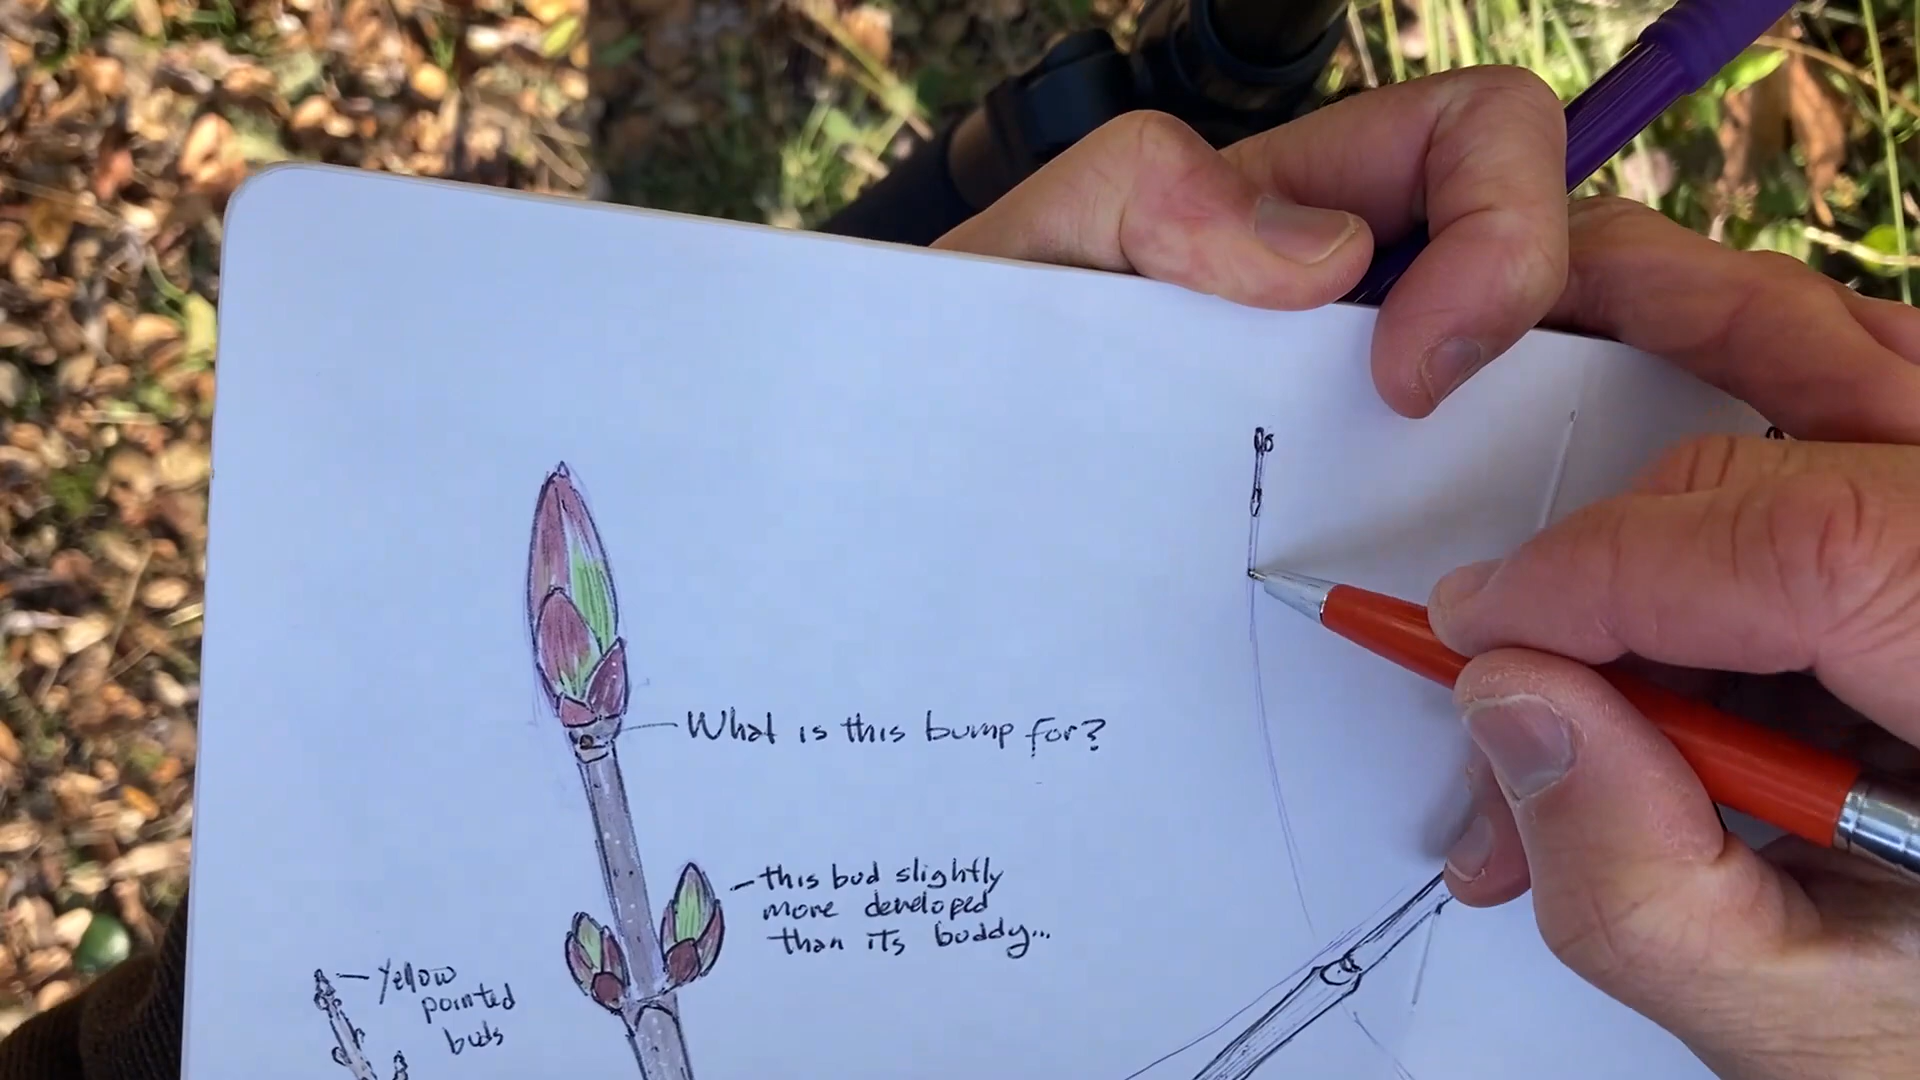 What is this bump for?
this bud slightly
more developed
than its buddy...
Yellow
pointed
buds